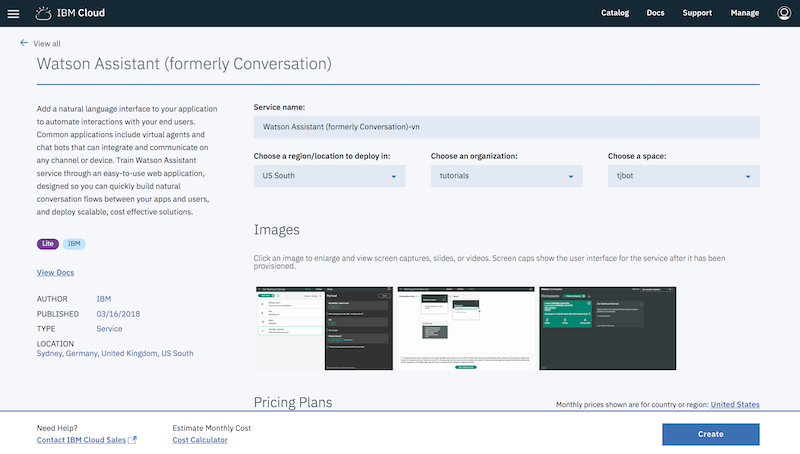 IBM Cloud
Catalog
Docs
Support
Manage
View all
Watson Assistant (formerly Conversation)
Add a natural language interface to your application
to automate interactions with your end users.
Common applications include virtual agents and
chat bots that can integrate and communicate on
any channel or device. Train Watson Assistant
service through an easy-to-use web application,
designed so you can quickly build natural
conversation flows between your apps and users,
and deploy scalable, cost effective solutions.
Lite
IBM
View Docs
AUTHOR IBM
PUBLISHED 03/16/2018
TYPE Service
LOCATION
Sydney, Germany, United Kingdom, US South
Service name:
Watson Assistant (formerly Conversation)-vn
Choose a region/location to deploy in:
US South
Choose an organization:
tutorials
Choose a space:
tjbot
Images
Click an image to enlarge and view screen captures, slides, or videos. Screen caps show the user interface for the service after it has been
provisioned.
Pricing Plans
Monthly prices shown are for country or region: United States
Need Help?
Contact IBM Cloud Sales
Estimate Monthly Cost
Cost Calculator
Create